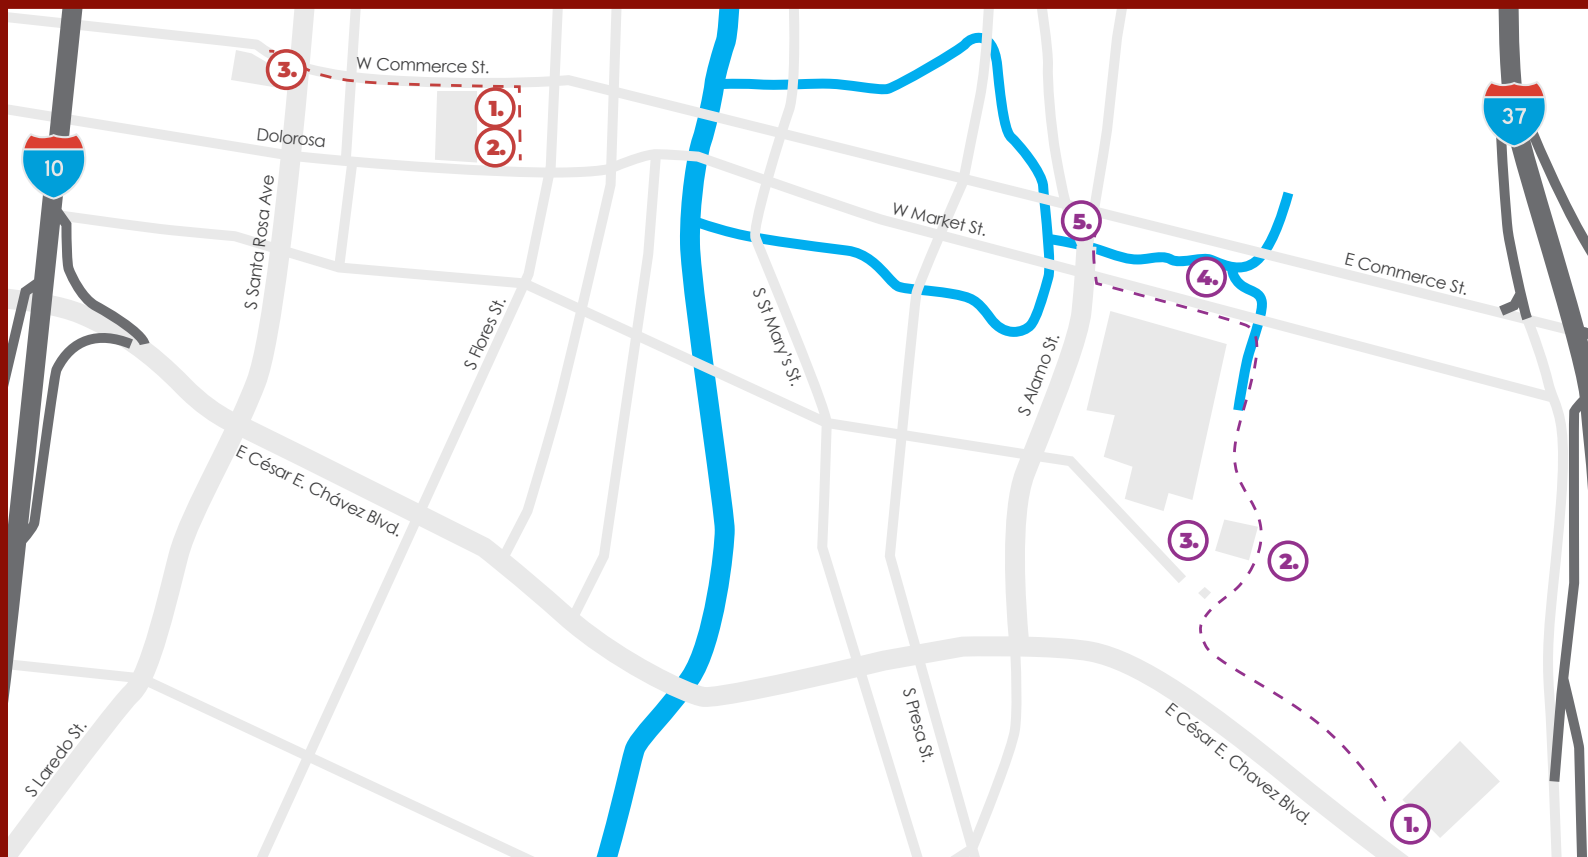 3.
W Commerce St.
1.
2.
Dolorosa
10
37
S Santa Rosa Ave
W Market St.
5.
4.
E Commerce St.
S Flores St.
S St Mary's St.
S Alamo St.
E César E. Chávez Blvd.
3.
2.
S Laredo St.
S Presa St.
E César E. Chavez Blvd.
1.